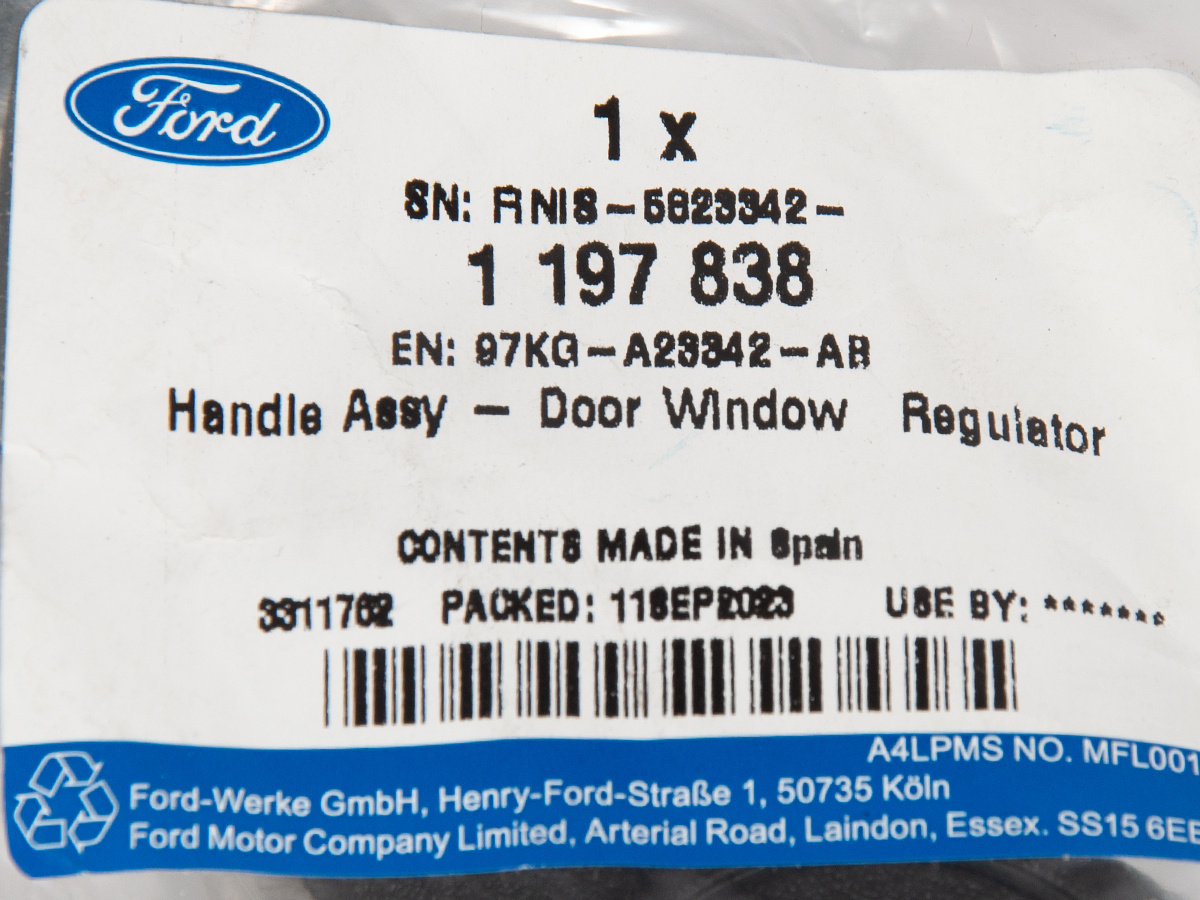 Ford
1 x
SN:
1 197 838
EN: 97KG-A23342-AB
Handle Assy - Door Window Regulator
CONTENTS MADE IN Spain
3311762 PACKED: 11SEP2023 USE BY: *******
A4LPMS NO. MFL001
Ford-Werke GmbH, Henry-Ford-Straße 1, 50735 Köln
Ford Motor Company Limited, Arterial Road, Laindon, Essex. SS15 6EE